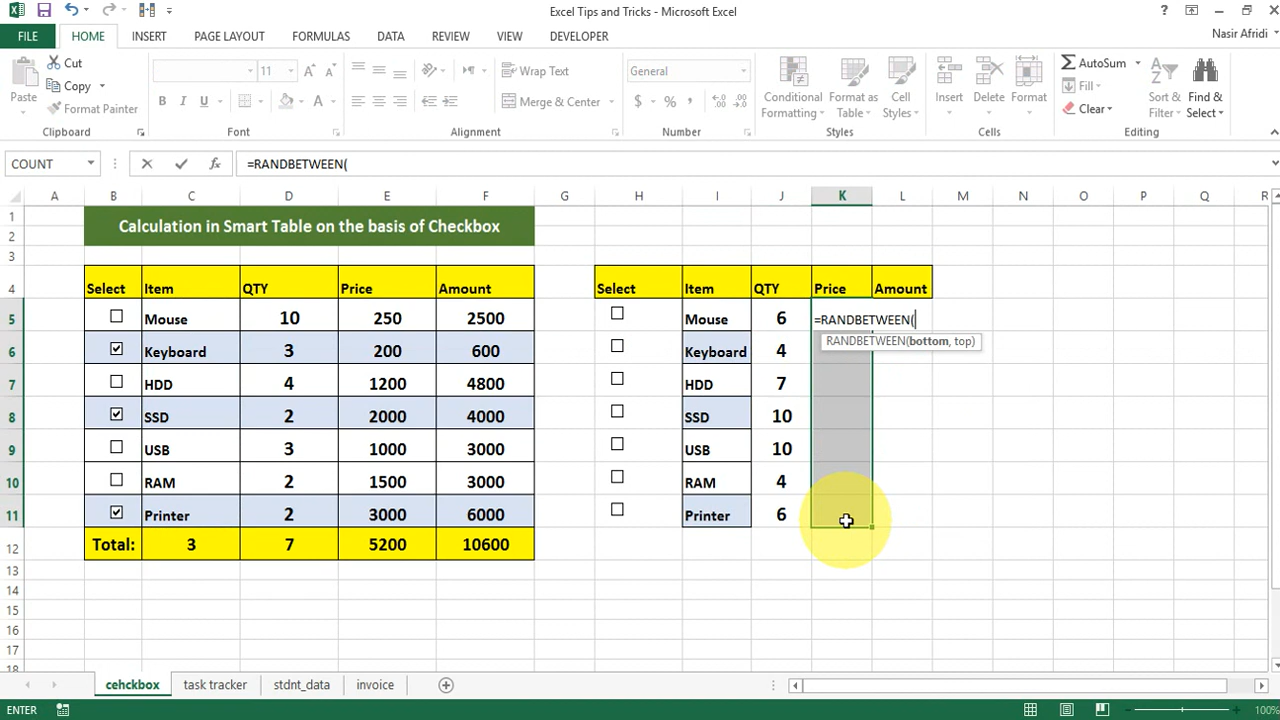 Excel Tips and Tricks - Microsoft Excel
?
FILE HOME INSERT PAGE LAYOUT FORMULAS DATA REVIEW VIEW DEVELOPER
Nasir Afridi
Paste
Cut
Copy
Format Painter
Clipboard
11
B I U
Font
Wrap Text
Merge & Center
Alignment
General
$ % ,
Number
Conditional Formatting
Format as Table
Cell Styles
Styles
Insert Delete Format
Cells
AutoSum
Fill
Clear
Sort & Filter
Find & Select
Editing
COUNT
=RANDBETWEEN(
A B C D E F G H I J K L M N O P Q R
1
2
Calculation in Smart Table on the basis of Checkbox
3
4 Select Item QTY Price Amount Select Item QTY Price Amount
5 Mouse 10 250 2500 Mouse 6 =RANDBETWEEN(
RANDBETWEEN(bottom, top)
6 Keyboard 3 200 600 Keyboard 4
7 HDD 4 1200 4800 HDD 7
8 SSD 2 2000 4000 SSD 10
9 USB 3 1000 3000 USB 10
10 RAM 2 1500 3000 RAM 4
11 Printer 2 3000 6000 Printer 6
12 Total: 3 7 5200 10600
13
14
15
16
17
18
cehckbox task tracker stdnt_data invoice
ENTER
100%